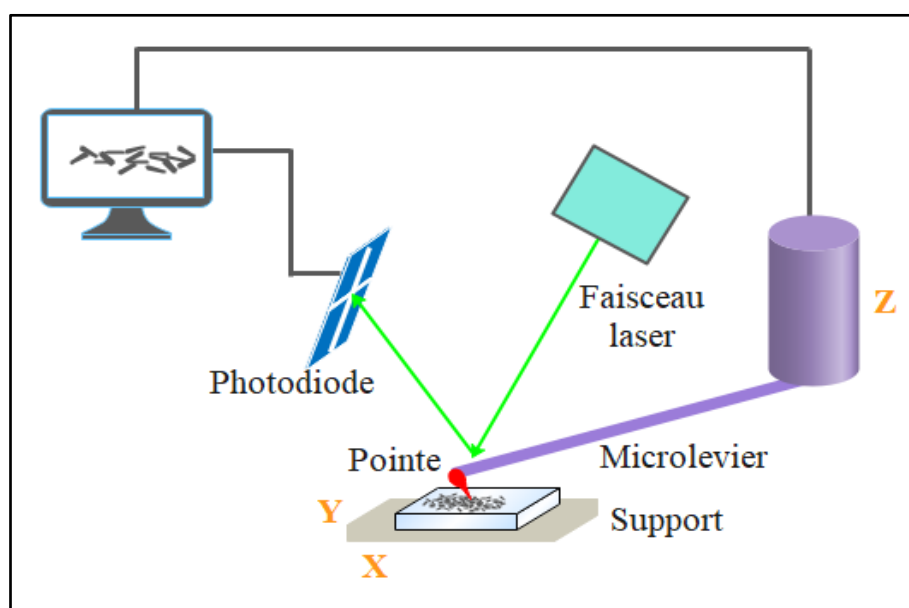 Faisceau
laser
Z
Photodiode
Pointe
Microlevier
Y
Support
X